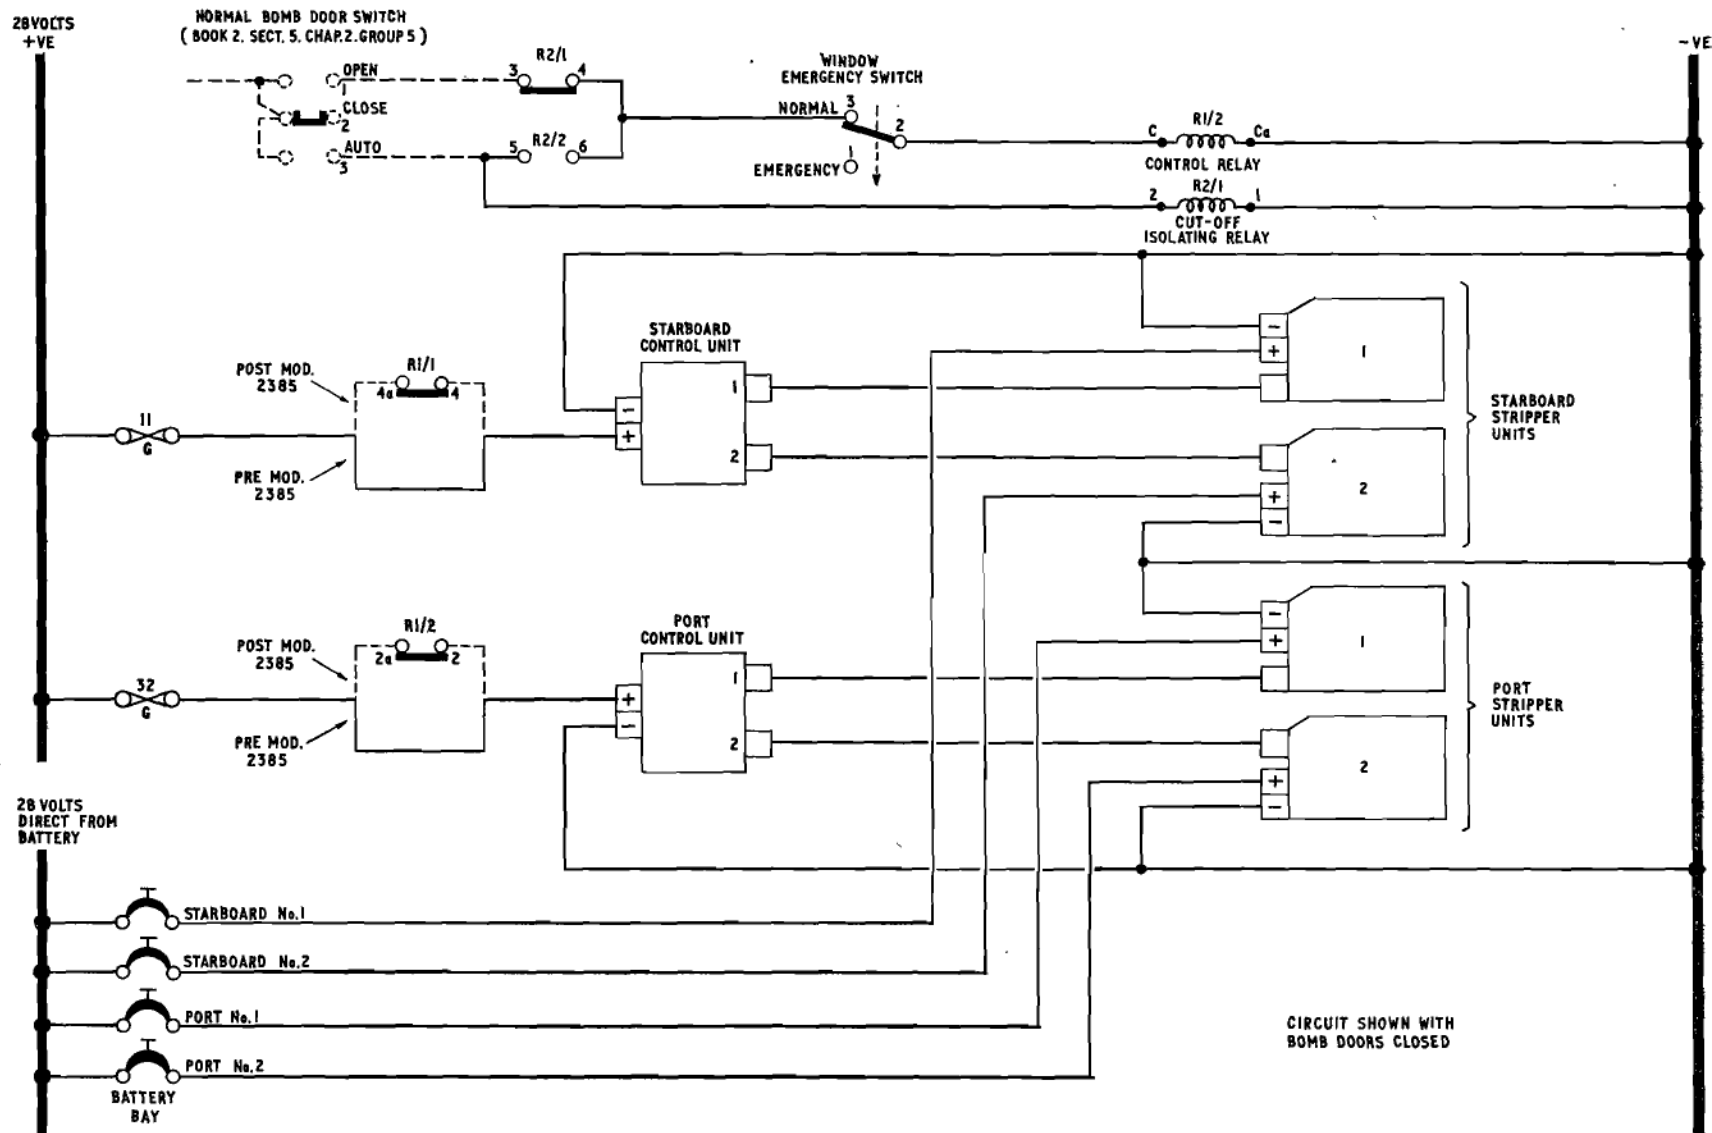 28 VOLTS
+VE
NORMAL BOMB DOOR SWITCH
( BOOK 2. SECT. 5. CHAP. 2. GROUP 5 )
-VE
OPEN
1
CLOSE
2
AUTO
3
R2/1
3
4
R2/2
5
6
WINDOW
EMERGENCY SWITCH
NORMAL
3
2
1
EMERGENCY
R1/2
C
Ca
CONTROL RELAY
R2/1
2
1
CUT-OFF
ISOLATING RELAY
STARBOARD
CONTROL UNIT
-
+
1
2
POST MOD.
2385
R1/1
4a
4
11
G
PRE MOD.
2385
-
+
1
2
+
-
STARBOARD
STRIPPER
UNITS
POST MOD.
2385
R1/2
2a
2
32
G
PRE MOD.
2385
PORT
CONTROL UNIT
+
-
1
2
-
+
1
2
+
-
PORT
STRIPPER
UNITS
28 VOLTS
DIRECT FROM
BATTERY
STARBOARD No.1
STARBOARD No.2
PORT No.1
PORT No.2
BATTERY
BAY
CIRCUIT SHOWN WITH
BOMB DOORS CLOSED